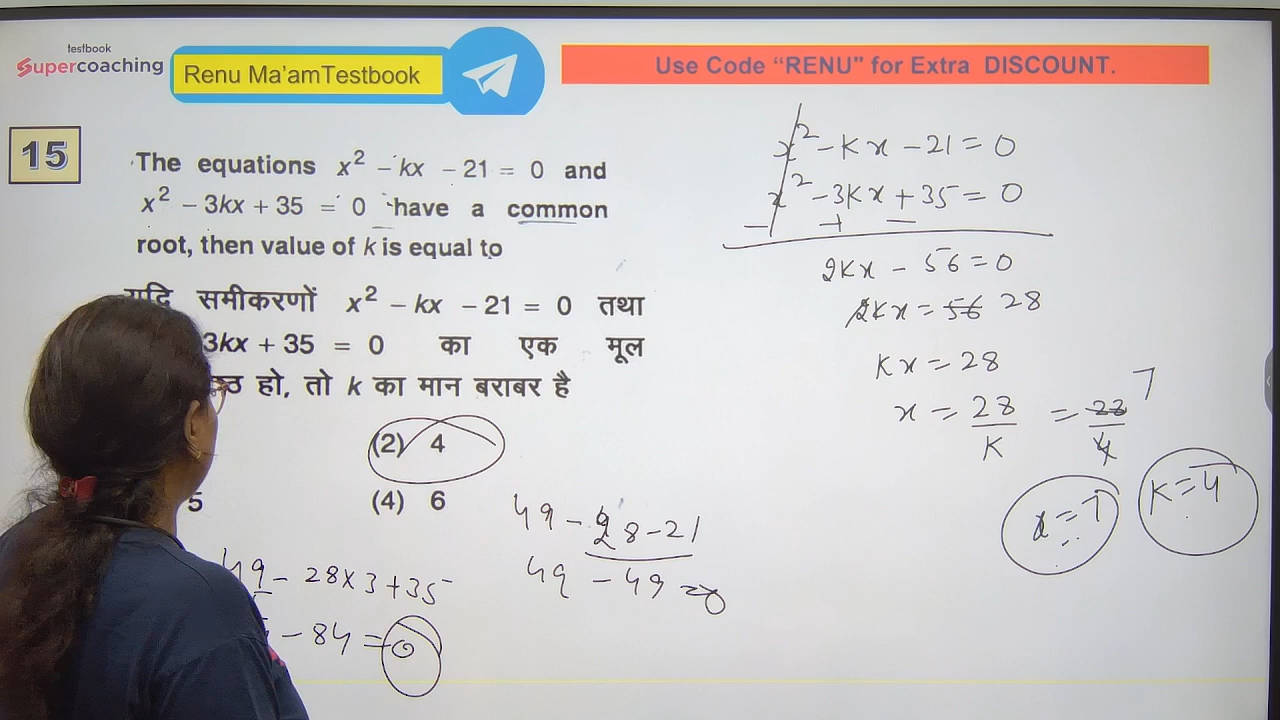 testbook
Supercoaching
Renu Ma'amTestbook
Use Code “RENU" for Extra DISCOUNT.
15
The equations x² - kx - 21 = 0 and
x² - 3kx + 35 = 0 have a common
root, then value of k is equal to
यदि समीकरणों x² - kx - 21 = 0 तथा
3kx + 35 = 0 का एक मूल
हो, तो k का मान बराबर है
(2) 4
5
(4) 6
x² - Kx - 21 = 0
x² - 3Kx + 35 = 0
- + -
2Kx - 56 = 0
2Kx = 56 28
Kx = 28
x = 28/K = 28/4 7
x = 7
K = 4
49 - 28 - 21
49 - 49 = 0
49 - 28x3 + 35
- 84 = 0